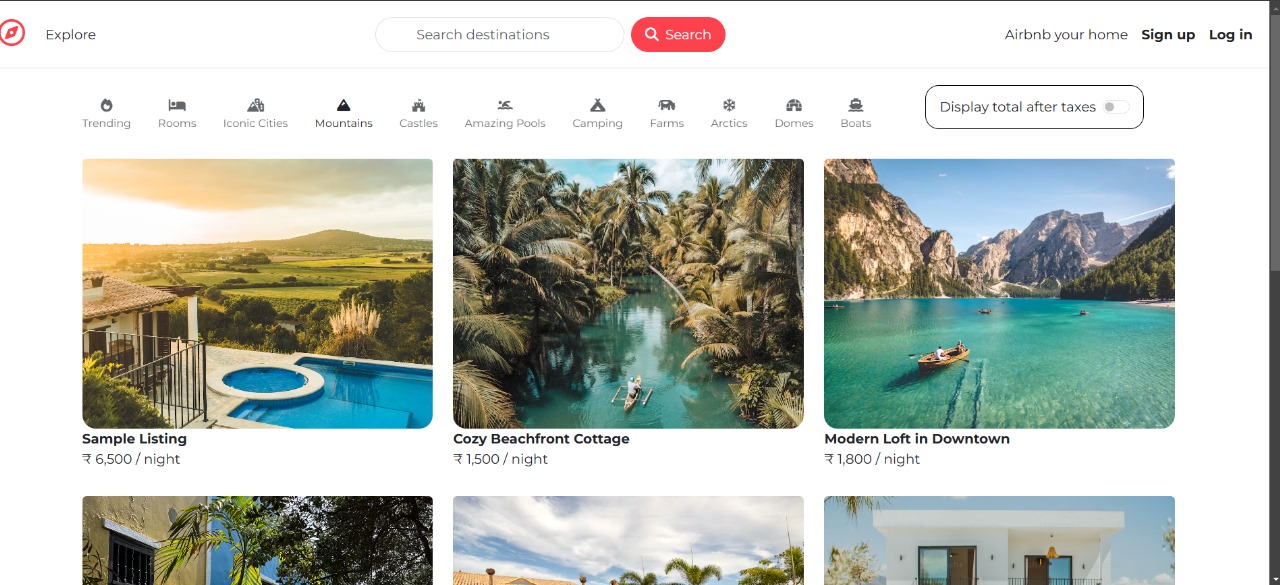 Explore
Search destinations
Search
Airbnb your home Sign up Log in
Trending Rooms Iconic Cities Mountains Castles Amazing Pools Camping Farms Arctics Domes Boats
Display total after taxes
Sample Listing
₹ 6,500 / night
Cozy Beachfront Cottage
₹ 1,500 / night
Modern Loft in Downtown
₹ 1,800 / night